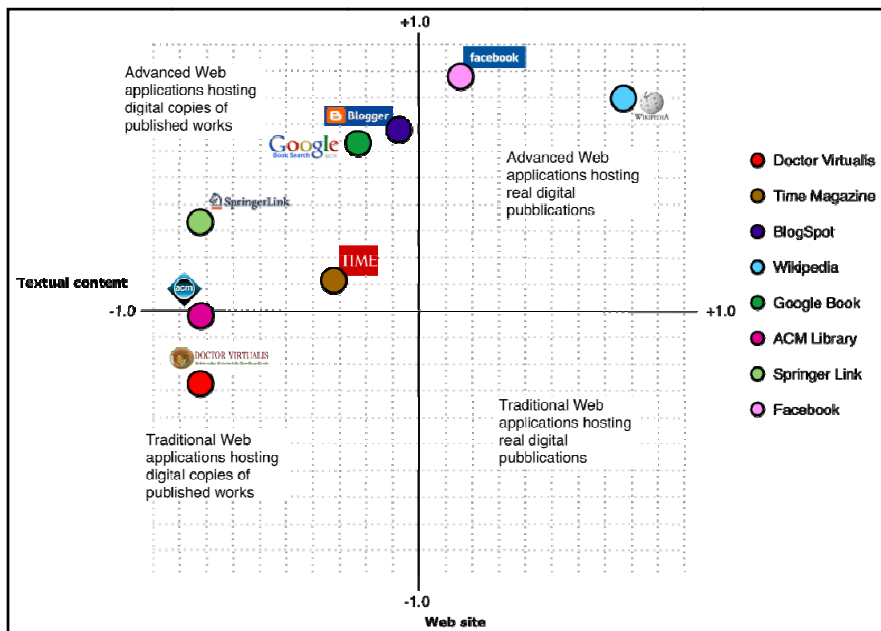 +1.0
facebook
Advanced Web
applications hosting
digital copies of
published works
WIKIPEDIA
Blogger
Google
Book Search
Advanced Web
applications hosting
real digital
pubblications
Doctor Virtualis
Time Magazine
BlogSpot
Wikipedia
Google Book
ACM Library
Springer Link
Facebook
SpringerLink
TIME
Textual content
acm
-1.0
+1.0
DOCTOR VIRTUALIS
Traditional Web
applications hosting
digital copies of
published works
Traditional Web
applications hosting
real digital
pubblications
-1.0
Web site